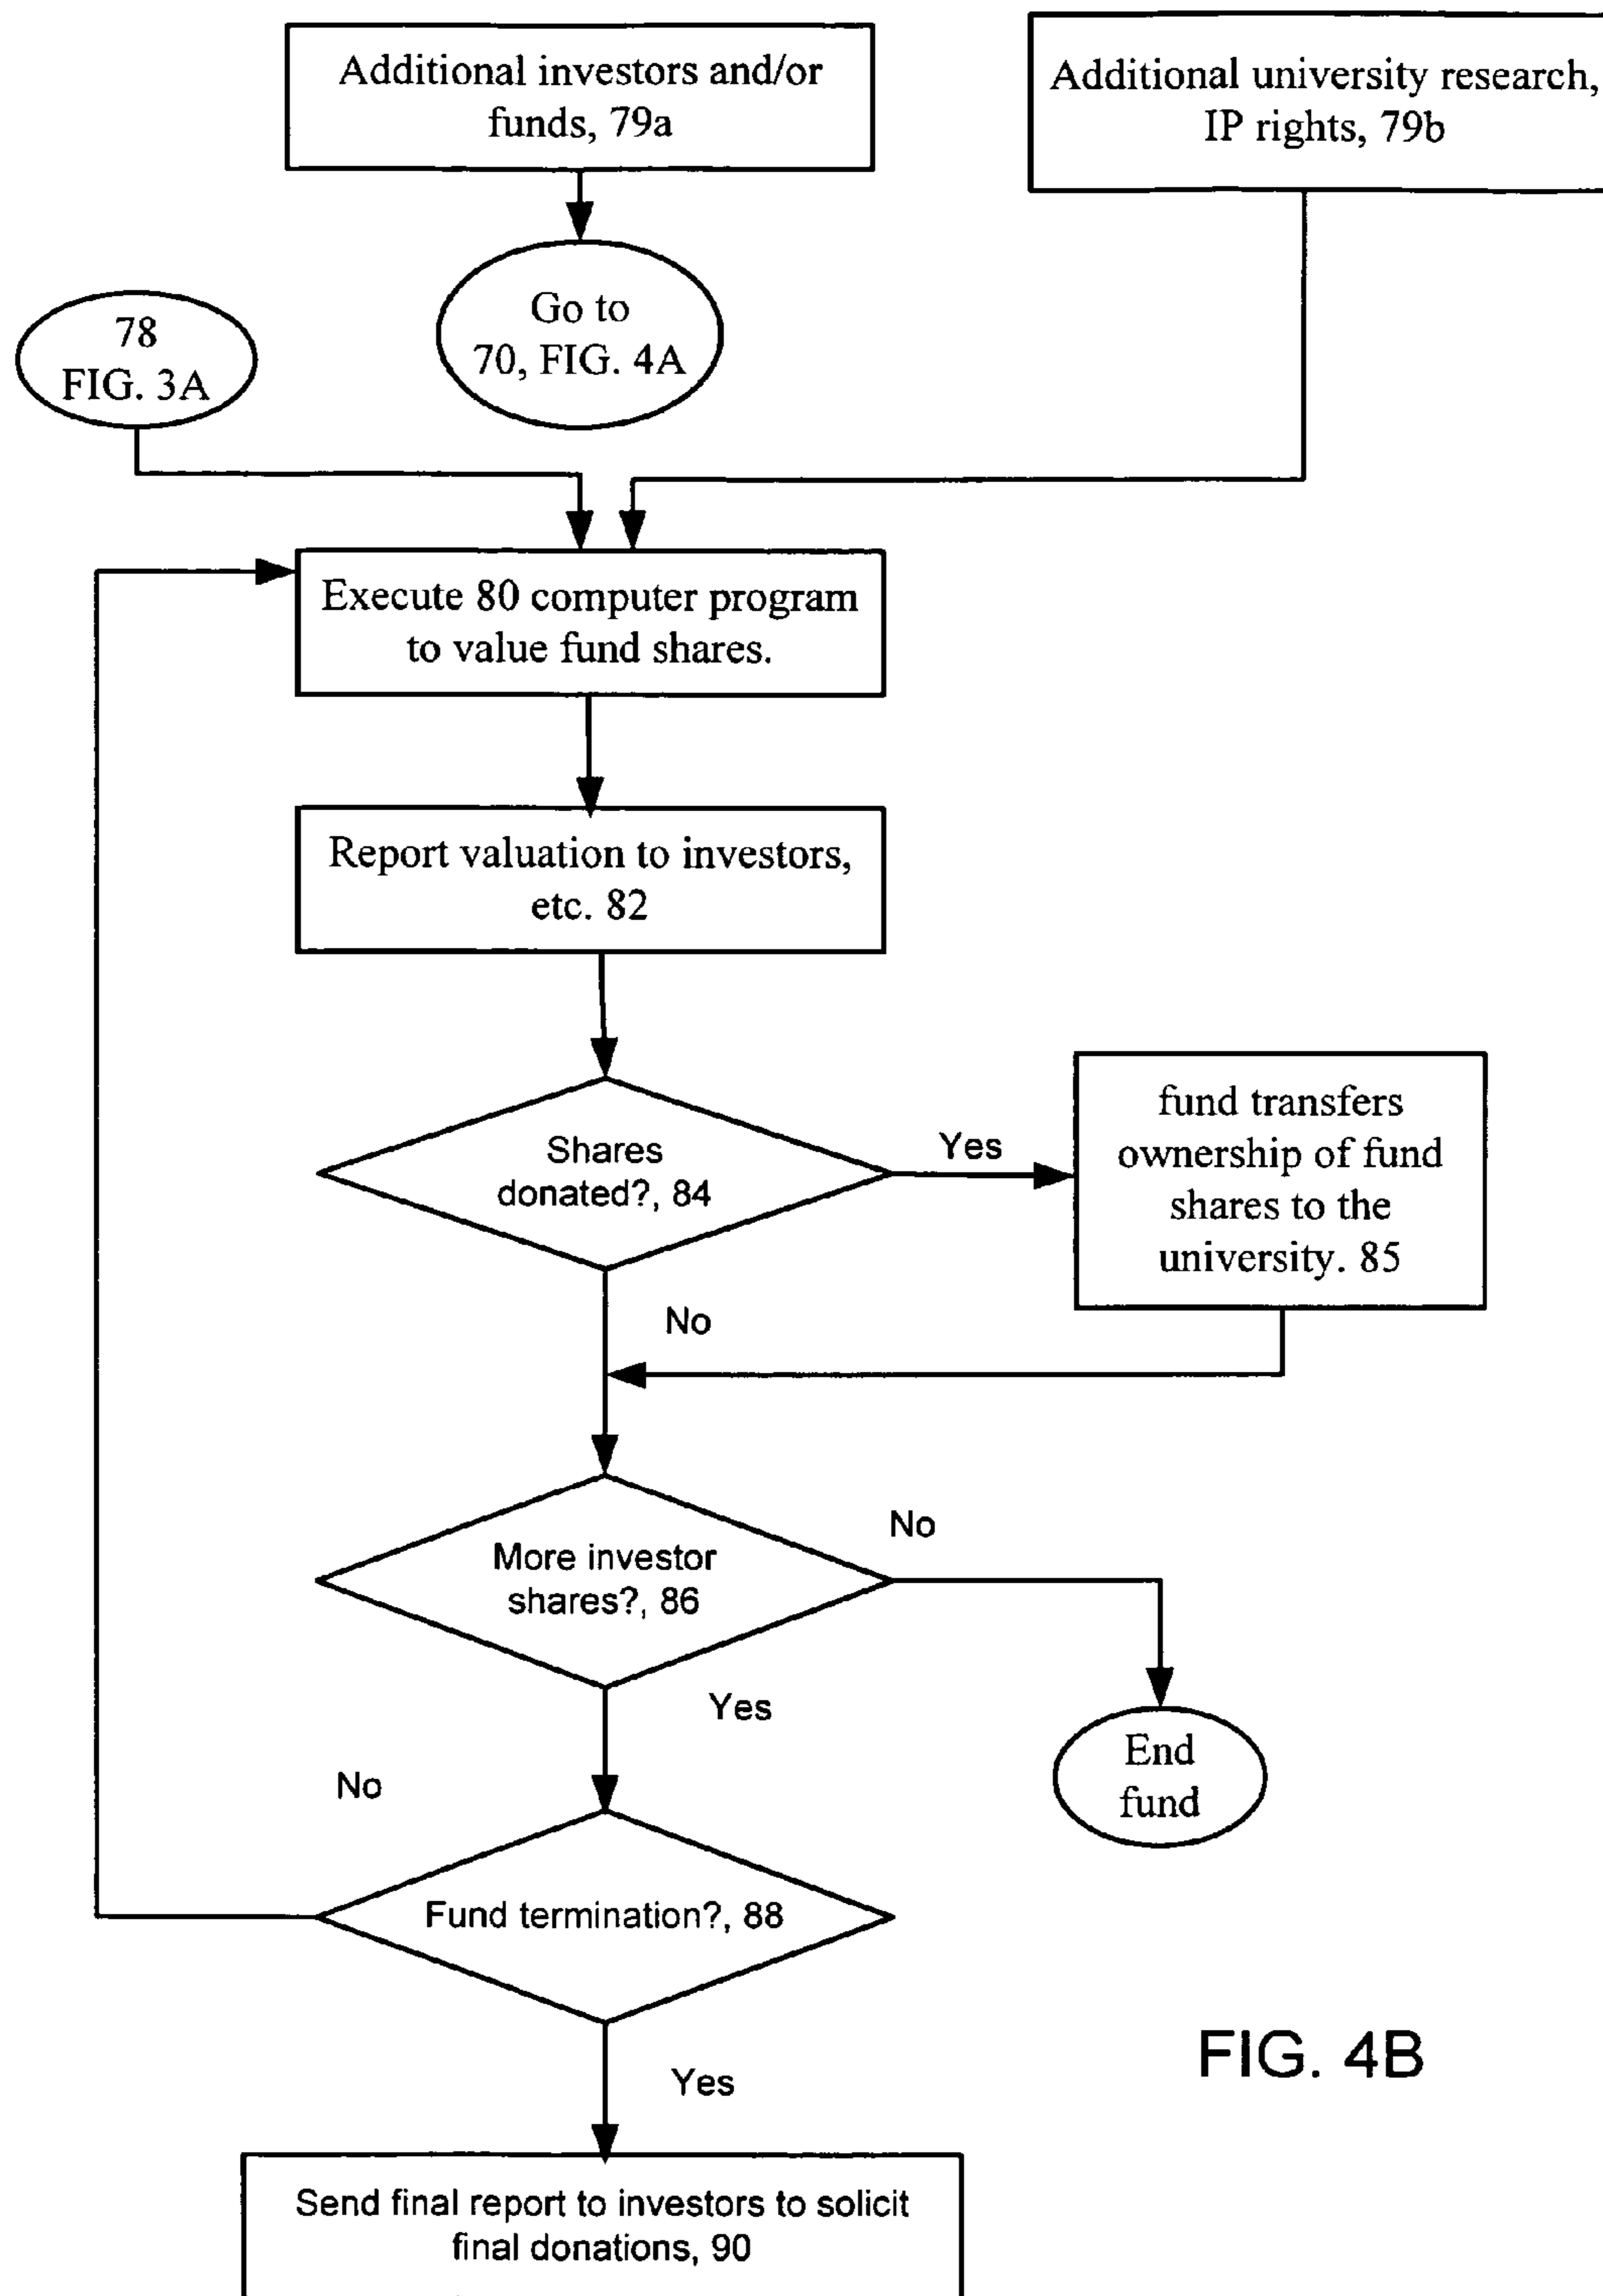 Additional investors and/or
funds, 79a
Additional university research,
IP rights, 79b
Go to
70, FIG. 4A
78
FIG. 3A
Execute 80 computer program
to value fund shares.
Report valuation to investors,
etc. 82
Shares
donated?, 84
Yes
fund transfers
ownership of fund
shares to the
university. 85
No
More investor
shares?, 86
No
Yes
End
fund
No
Fund termination?, 88
FIG. 4B
Yes
Send final report to investors to solicit
final donations, 90